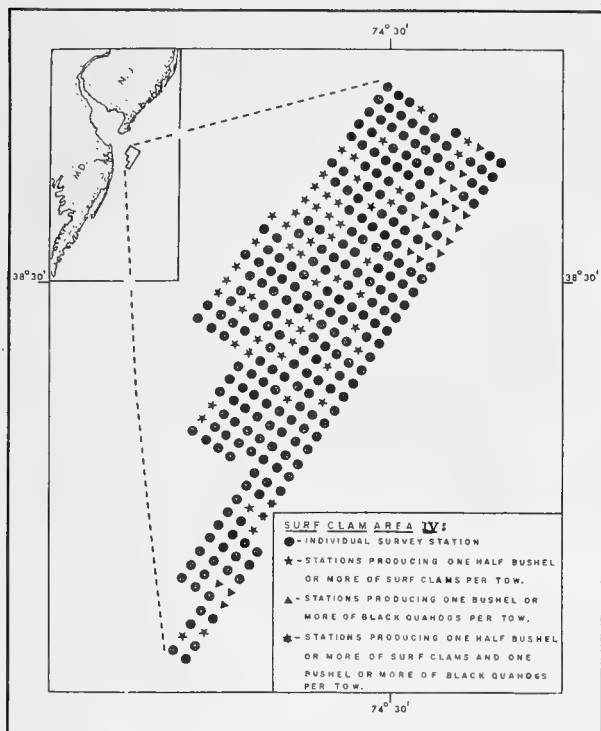 74° 30'
N.J.
MD.
38° 30'
38° 30'
SURF CLAM AREA IV:
- INDIVIDUAL SURVEY STATION
- STATIONS PRODUCING ONE HALF BUSHEL
OR MORE OF SURF CLAMS PER TOW.
- STATIONS PRODUCING ONE BUSHEL OR
MORE OF BLACK QUAHOGS PER TOW.
- STATIONS PRODUCING ONE HALF BUSHEL
OR MORE OF SURF CLAMS AND ONE
BUSHEL OR MORE OF BLACK QUAHOGS
PER TOW.
74° 30'